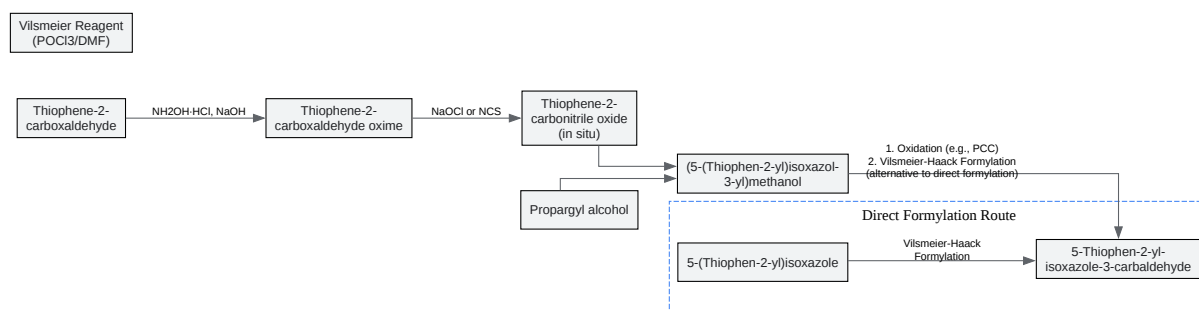 Vilsmeier Reagent
(POCl3/DMF)
Thiophene-2-
carboxaldehyde
NH2OH·HCl, NaOH
Thiophene-2-
carboxaldehyde oxime
NaOCl or NCS
Thiophene-2-
carbonitrile oxide
(in situ)
Propargyl alcohol
(5-(Thiophen-2-yl)isoxazol-
3-yl)methanol
1. Oxidation (e.g., PCC)
2. Vilsmeier-Haack Formylation
(alternative to direct formylation)
Direct Formylation Route
5-(Thiophen-2-yl)isoxazole
Vilsmeier-Haack
Formylation
5-Thiophen-2-yl-
isoxazole-3-carbaldehyde